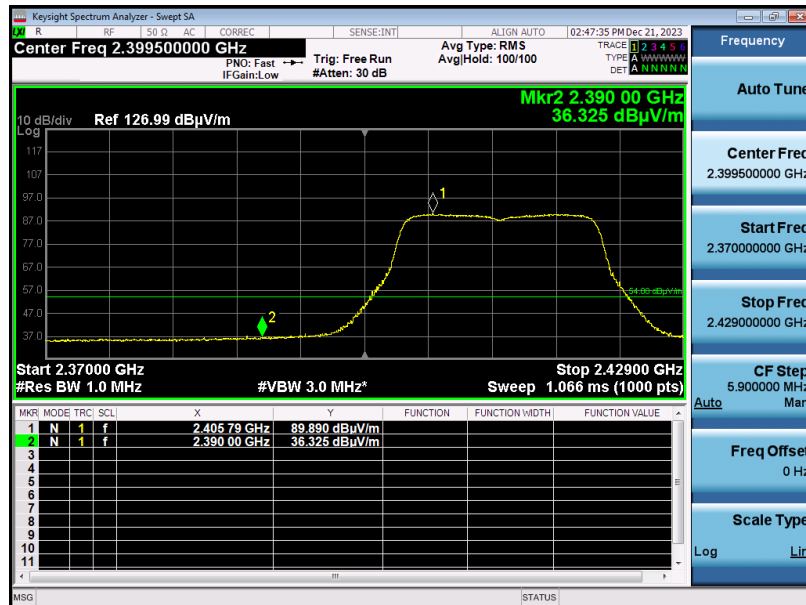 Keysight Spectrum Analyzer - Swept SA
LXI R RF 50 Ω AC CORREC SENSE:INT ALIGN AUTO 02:47:35 PM Dec 21, 2023
Center Freq 2.399500000 GHz
PNO: Fast
IFGain:Low
Trig: Free Run
#Atten: 30 dB
Avg Type: RMS
Avg|Hold: 100/100
TRACE 1 2 3 4 5 6
TYPE A WWWWW
DET A N N N N N
Mkr2 2.390 00 GHz
36.325 dBµV/m
10 dB/div Ref 126.99 dBµV/m
Log
117
107
97.0
87.0
77.0
67.0
57.0
47.0
37.0
1
2
54.00 dBµV/m
Start 2.37000 GHz Stop 2.42900 GHz
#Res BW 1.0 MHz #VBW 3.0 MHz* Sweep 1.066 ms (1000 pts)
MKR MODE TRC SCL X Y FUNCTION FUNCTION WIDTH FUNCTION VALUE
1 N 1 f 2.405 79 GHz 89.890 dBµV/m
2 N 1 f 2.390 00 GHz 36.325 dBµV/m
3
4
5
6
7
8
9
10
11
MSG STATUS
Frequency
Auto Tune
Center Freq
2.399500000 GHz
Start Freq
2.370000000 GHz
Stop Freq
2.429000000 GHz
CF Step
5.900000 MHz
Auto Man
Freq Offset
0 Hz
Scale Type
Log Lin